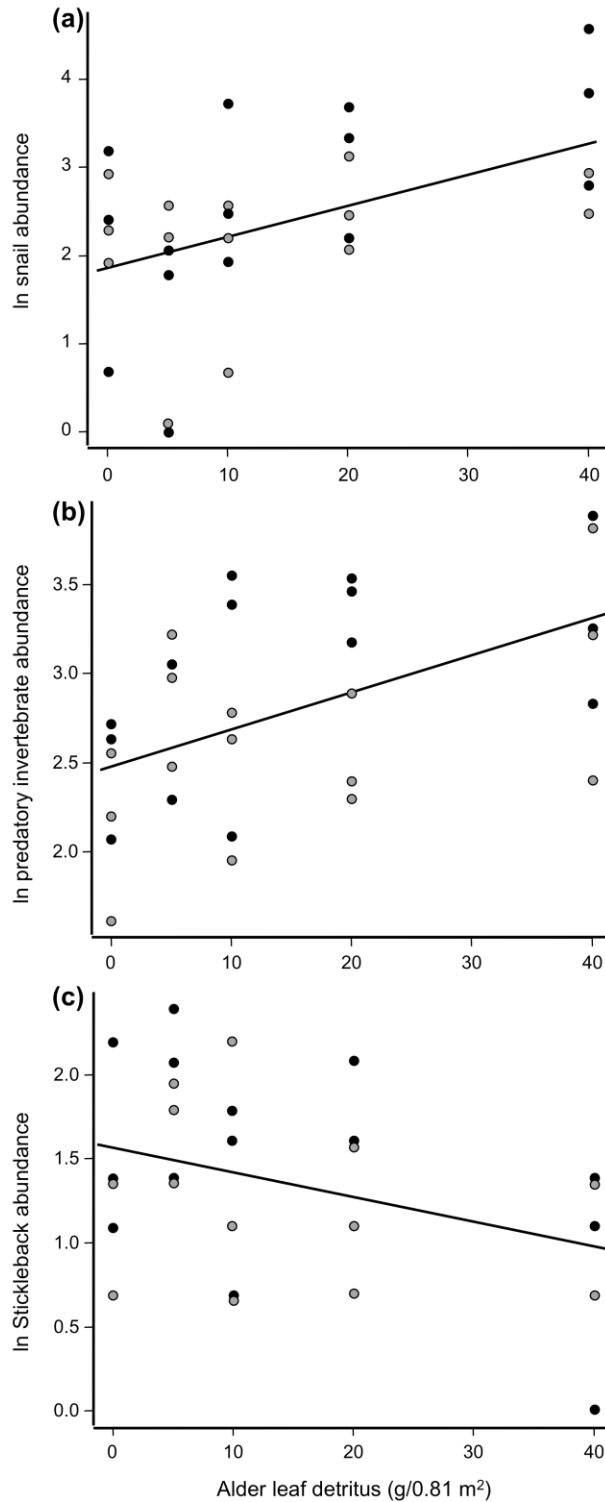 (a)
ln snail abundance
4
3
2
1
0
0 10 20 30 40
(b)
ln predatory invertebrate abundance
3.5
3.0
2.5
2.0
0 10 20 30 40
(c)
ln Stickleback abundance
2.0
1.5
1.0
0.5
0.0
0 10 20 30 40
Alder leaf detritus (g/0.81 m²)